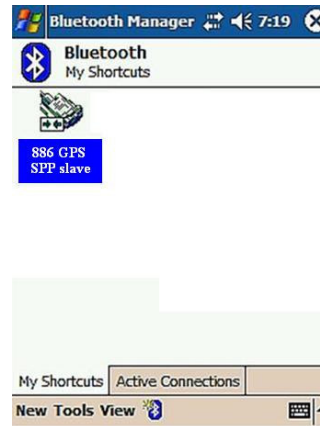 Bluetooth Manager 7:19
Bluetooth
My Shortcuts
886 GPS
SPP slave
My Shortcuts Active Connections
New Tools View